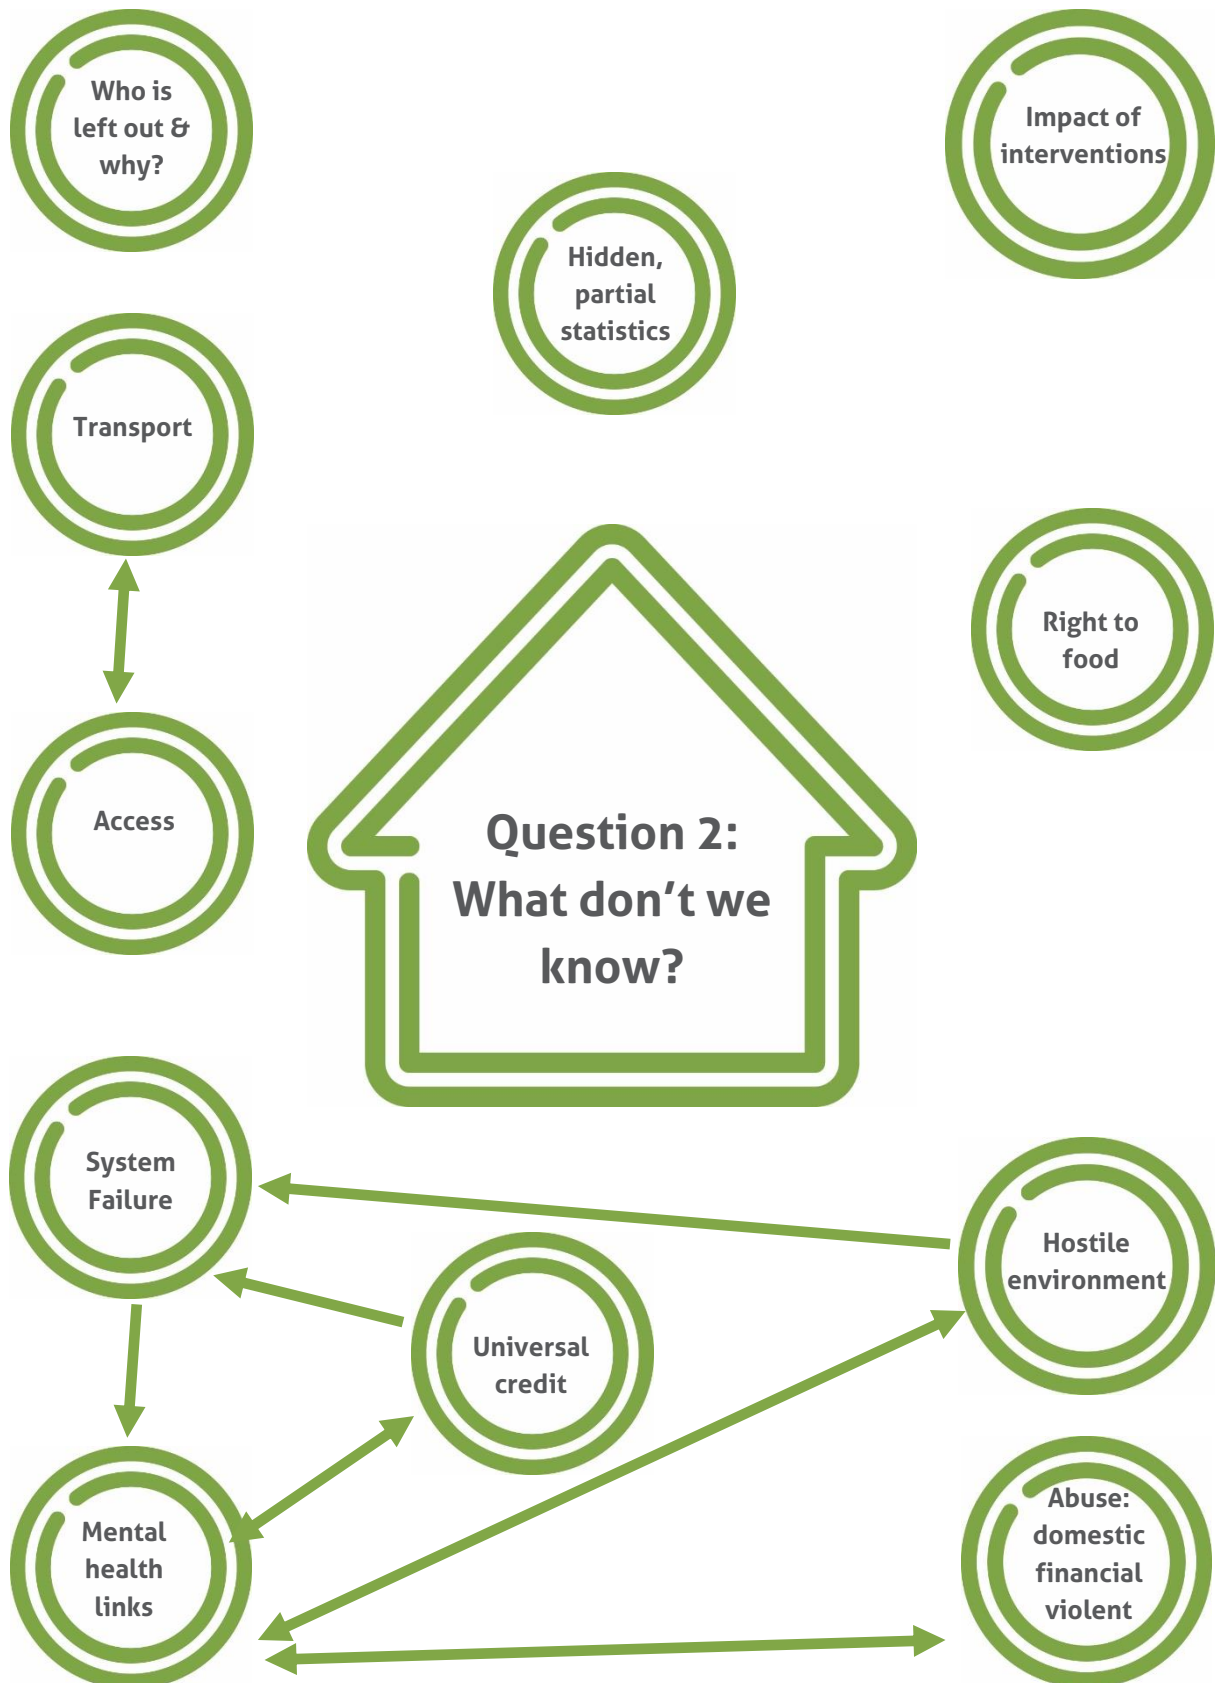 Who is
left out &
why?
Impact of
interventions
Hidden,
partial
statistics
Transport
Right to
food
Access
Question 2:
What don't we
know?
System
Failure
Hostile
environment
Universal
credit
Mental
health
links
Abuse:
domestic
financial
violent